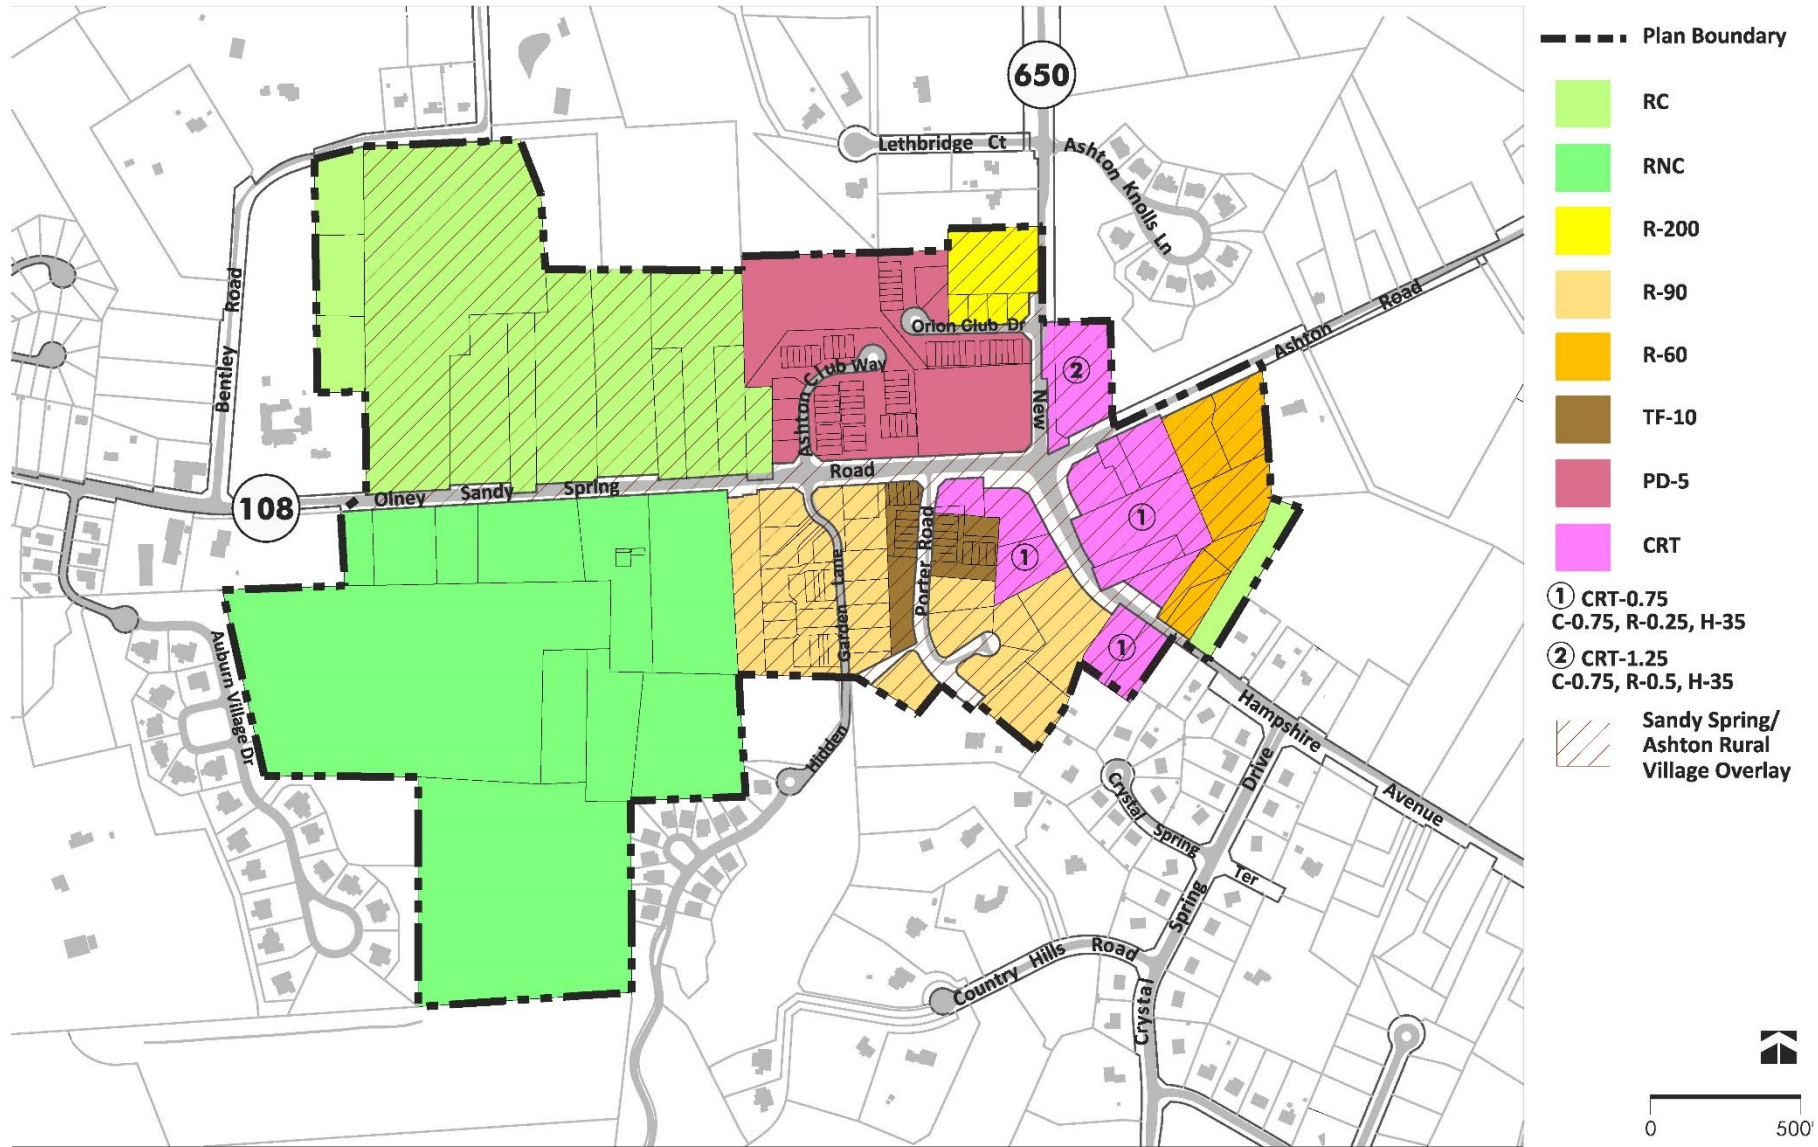 650
Plan Boundary
RC
RNC
R-200
R-90
R-60
TF-10
PD-5
CRT
① CRT-0.75
C-0.75, R-0.25, H-35
② CRT-1.25
C-0.75, R-0.5, H-35
Sandy Spring/
Ashton Rural
Village Overlay
Lethbridge Ct
Ashton Knolls Ln
Bentley Road
Ashton Road
Orion Club Dr
Ashton Club Way
New
2
108
Olney Sandy Spring Road
1
1
1
Porter Road
Hidden Garden Lane
Auburn Village Dr
Hampshire Avenue
Crystal Spring Ter
Crystal Spring Drive
Country Hills Road
0 500